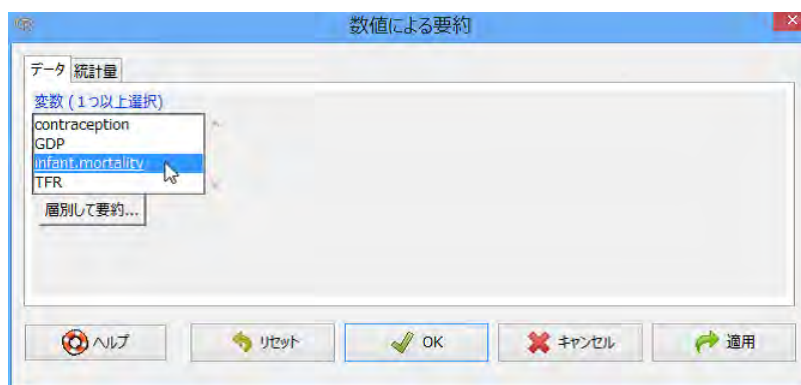 数値による要約
データ 統計量
変数 (1つ以上選択)
contraception
GDP
infant.mortality
TFR
層別して要約...
ヘルプ リセット OK キャンセル 適用